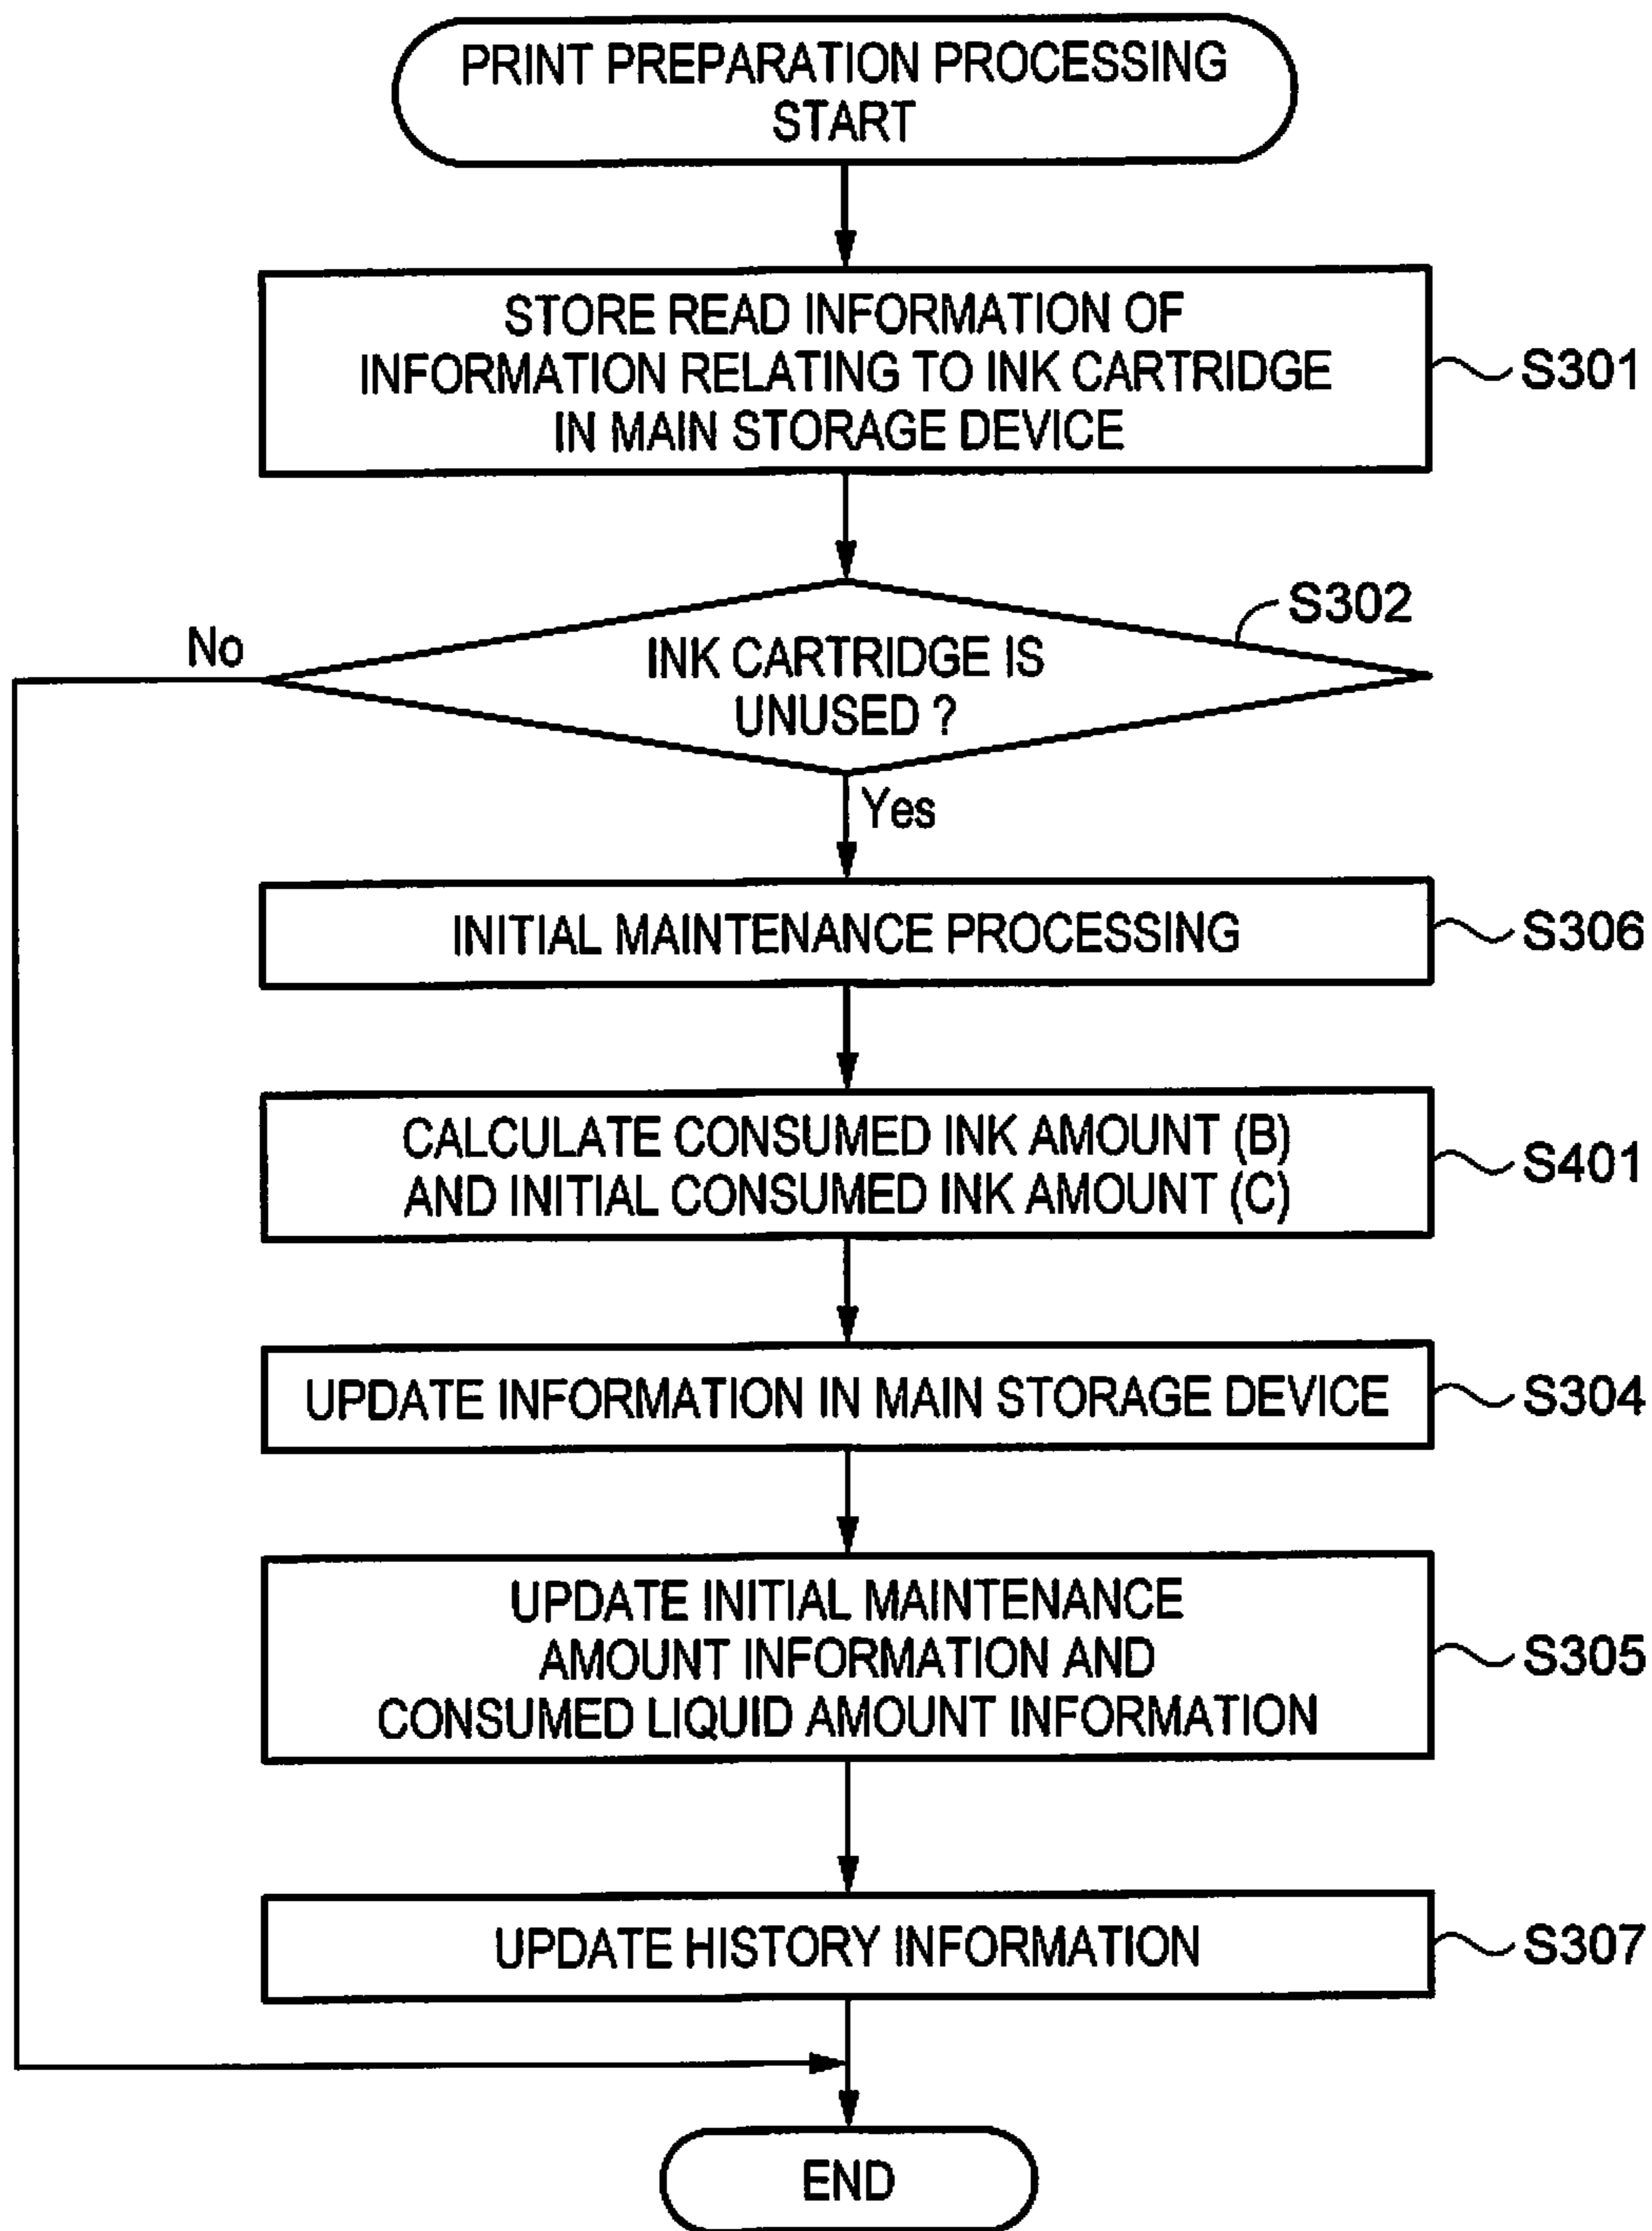 PRINT PREPARATION PROCESSING
START
STORE READ INFORMATION OF
INFORMATION RELATING TO INK CARTRIDGE
IN MAIN STORAGE DEVICE
S301
S302
No
INK CARTRIDGE IS
UNUSED ?
Yes
INITIAL MAINTENANCE PROCESSING
S306
CALCULATE CONSUMED INK AMOUNT (B)
AND INITIAL CONSUMED INK AMOUNT (C)
S401
UPDATE INFORMATION IN MAIN STORAGE DEVICE
S304
UPDATE INITIAL MAINTENANCE
AMOUNT INFORMATION AND
CONSUMED LIQUID AMOUNT INFORMATION
S305
UPDATE HISTORY INFORMATION
S307
END